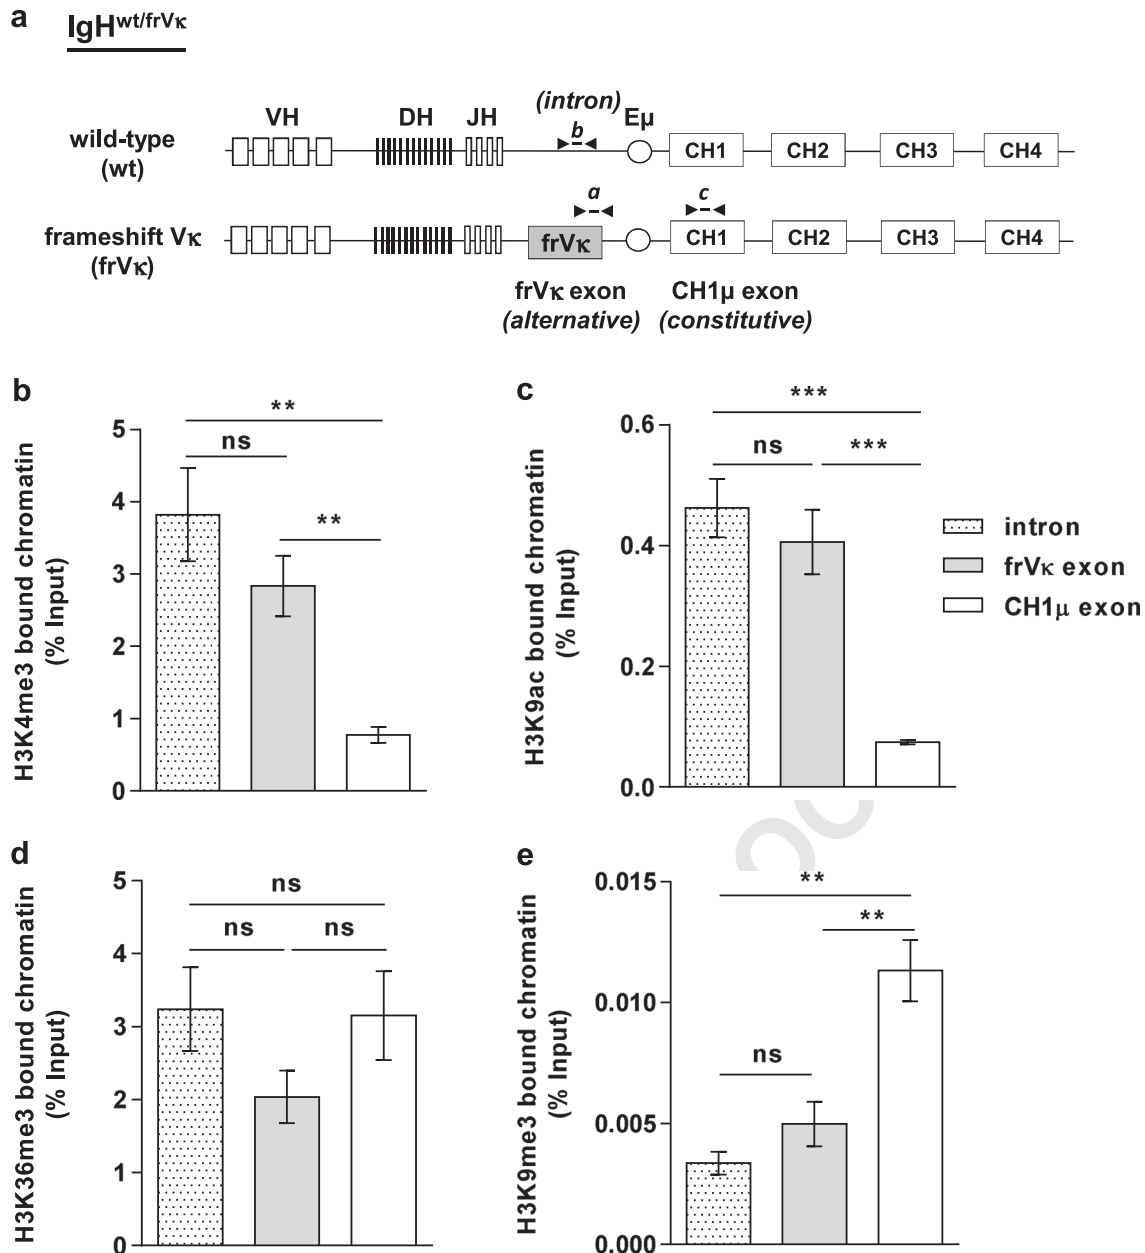 a
IgH^wt/frVκ
wild-type
(wt)
VH
DH
JH
(intron)
b
Eμ
CH1
CH2
CH3
CH4
frameshift Vκ
(frVκ)
a
frVκ
c
CH1
CH2
CH3
CH4
frVκ exon
(alternative)
CH1μ exon
(constitutive)
b
H3K4me3 bound chromatin
(% Input)
5
4
3
2
1
0
**
ns
**
c
H3K9ac bound chromatin
(% Input)
0.6
0.4
0.2
0.0
***
ns
***
intron
frVκ exon
CH1μ exon
d
H3K36me3 bound chromatin
(% Input)
5
4
3
2
1
0
ns
ns
ns
e
H3K9me3 bound chromatin
(% Input)
0.015
0.010
0.005
0.000
**
**
ns